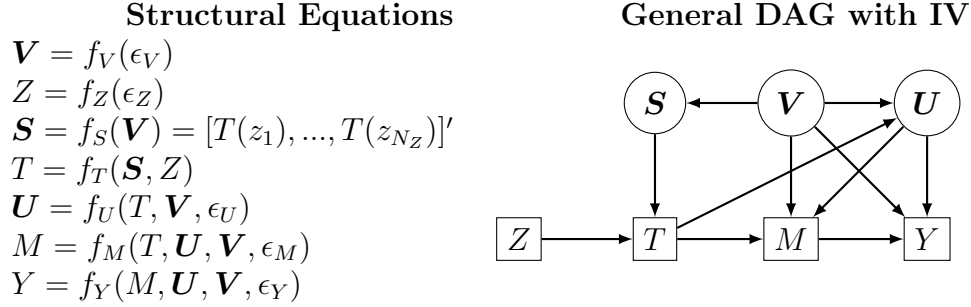 Structural Equations
V = f_V(ϵ_V)
Z = f_Z(ϵ_Z)
S = f_S(V) = [T(z_1), ..., T(z_{N_Z})]′
T = f_T(S, Z)
U = f_U(T, V, ϵ_U)
M = f_M(T, U, V, ϵ_M)
Y = f_Y(M, U, V, ϵ_Y)
General DAG with IV
S V U
Z T M Y